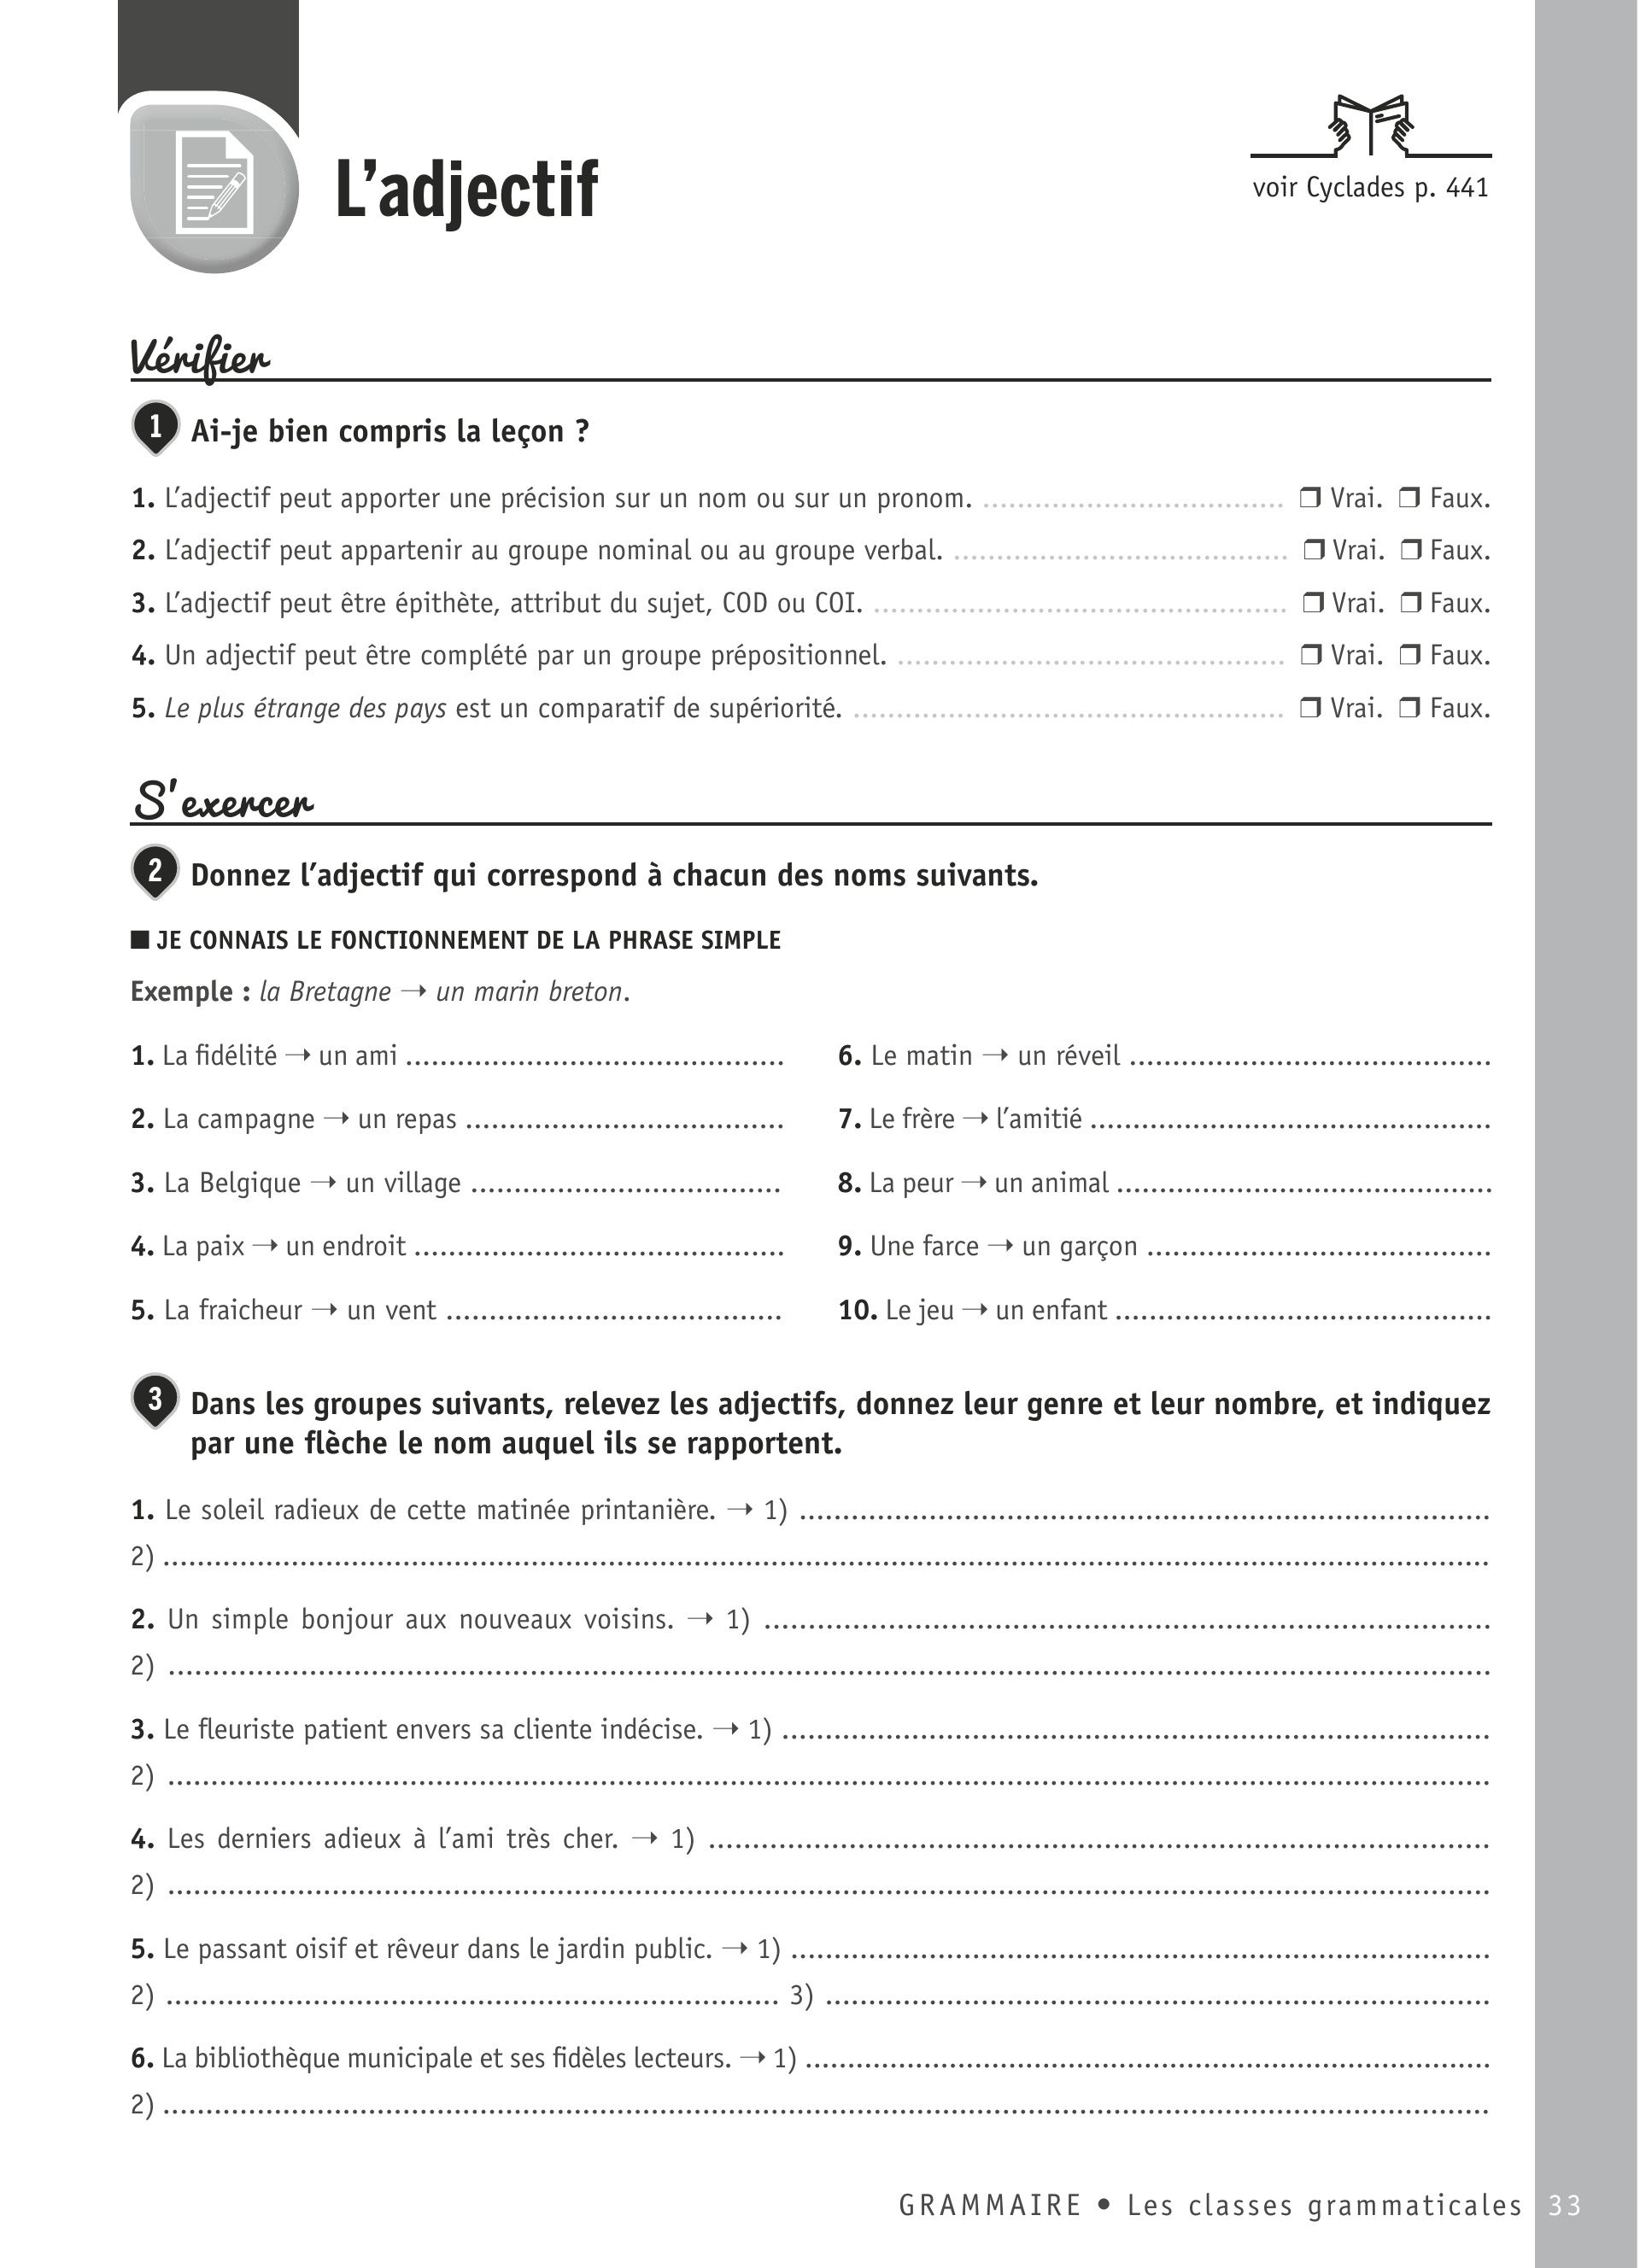 L’adjectif
voir Cyclades p. 441
Vérifier
1 Ai-je bien compris la leçon ?
1. L’adjectif peut apporter une précision sur un nom ou sur un pronom. ................................... ❒ Vrai. ❒ Faux.
2. L’adjectif peut appartenir au groupe nominal ou au groupe verbal. ....................................... ❒ Vrai. ❒ Faux.
3. L’adjectif peut être épithète, attribut du sujet, COD ou COI. ................................................ ❒ Vrai. ❒ Faux.
4. Un adjectif peut être complété par un groupe prépositionnel. ............................................. ❒ Vrai. ❒ Faux.
5. Le plus étrange des pays est un comparatif de supériorité. .................................................. ❒ Vrai. ❒ Faux.
S’exercer
2 Donnez l’adjectif qui correspond à chacun des noms suivants.
■ JE CONNAIS LE FONCTIONNEMENT DE LA PHRASE SIMPLE
Exemple : la Bretagne → un marin breton.
1. La fidélité → un ami ............................................
2. La campagne → un repas .....................................
3. La Belgique → un village ....................................
4. La paix → un endroit ...........................................
5. La fraicheur → un vent .......................................
6. Le matin → un réveil ..........................................
7. Le frère → l’amitié ..............................................
8. La peur → un animal ............................................
9. Une farce → un garçon ........................................
10. Le jeu → un enfant ............................................
3 Dans les groupes suivants, relevez les adjectifs, donnez leur genre et leur nombre, et indiquez
par une flèche le nom auquel ils se rapportent.
1. Le soleil radieux de cette matinée printanière. → 1) ................................................................................
2) ..........................................................................................................................................................
2. Un simple bonjour aux nouveaux voisins. → 1) ....................................................................................
2) ..........................................................................................................................................................
3. Le fleuriste patient envers sa cliente indécise. → 1) ..................................................................................
2) ..........................................................................................................................................................
4. Les derniers adieux à l’ami très cher. → 1) ..........................................................................................
2) ..........................................................................................................................................................
5. Le passant oisif et rêveur dans le jardin public. → 1) .................................................................................
2) ....................................................................... 3) .............................................................................
6. La bibliothèque municipale et ses fidèles lecteurs. → 1) ...............................................................................
2) ..........................................................................................................................................................
GRAMMAIRE • Les classes grammaticales 33